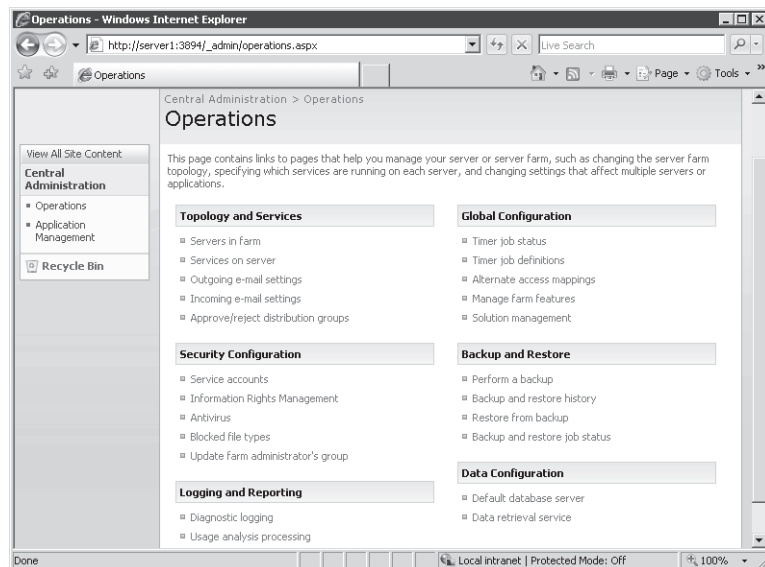 Operations - Windows Internet Explorer
http://server1:3894/_admin/operations.aspx
Live Search
Operations
Page
Tools
Central Administration > Operations
Operations
View All Site Content
Central
Administration
Operations
Application
Management
Recycle Bin
This page contains links to pages that help you manage your server or server farm, such as changing the server farm
topology, specifying which services are running on each server, and changing settings that affect multiple servers or
applications.
Topology and Services
Servers in farm
Services on server
Outgoing e-mail settings
Incoming e-mail settings
Approve/reject distribution groups
Security Configuration
Service accounts
Information Rights Management
Antivirus
Blocked file types
Update farm administrator's group
Logging and Reporting
Diagnostic logging
Usage analysis processing
Global Configuration
Timer job status
Timer job definitions
Alternate access mappings
Manage farm features
Solution management
Backup and Restore
Perform a backup
Backup and restore history
Restore from backup
Backup and restore job status
Data Configuration
Default database server
Data retrieval service
Done
Local intranet | Protected Mode: Off
100%